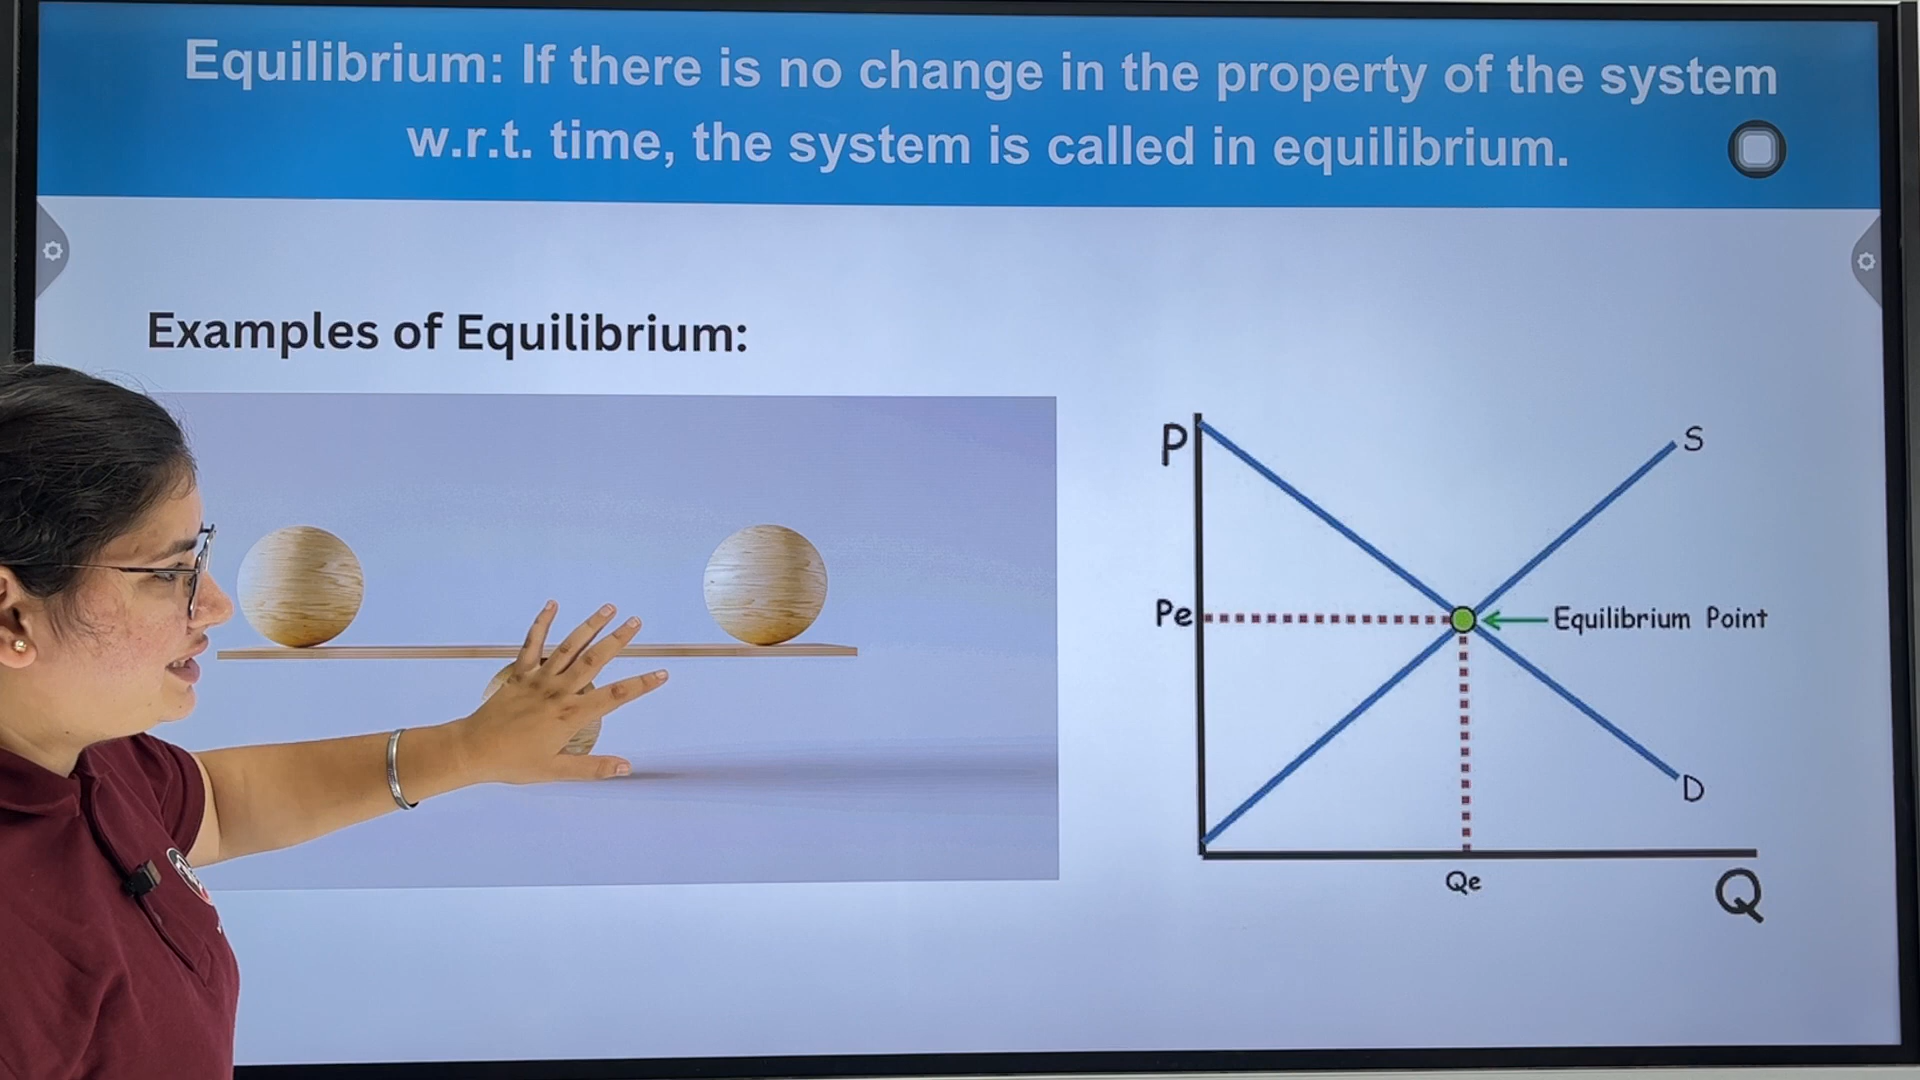 Equilibrium: If there is no change in the property of the system
w.r.t. time, the system is called in equilibrium.
Examples of Equilibrium:
P
S
Pe
Equilibrium Point
D
Qe
Q